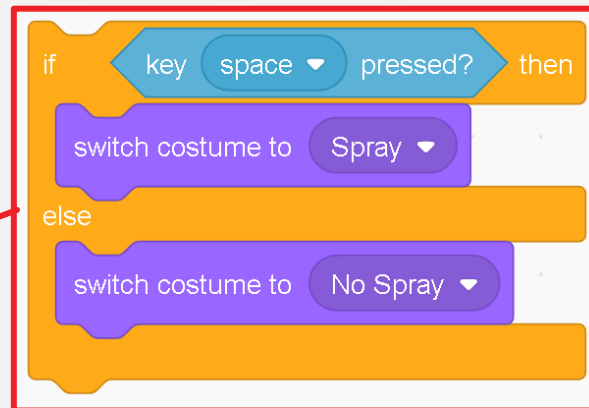 if key space pressed? then
switch costume to Spray
else
switch costume to No Spray